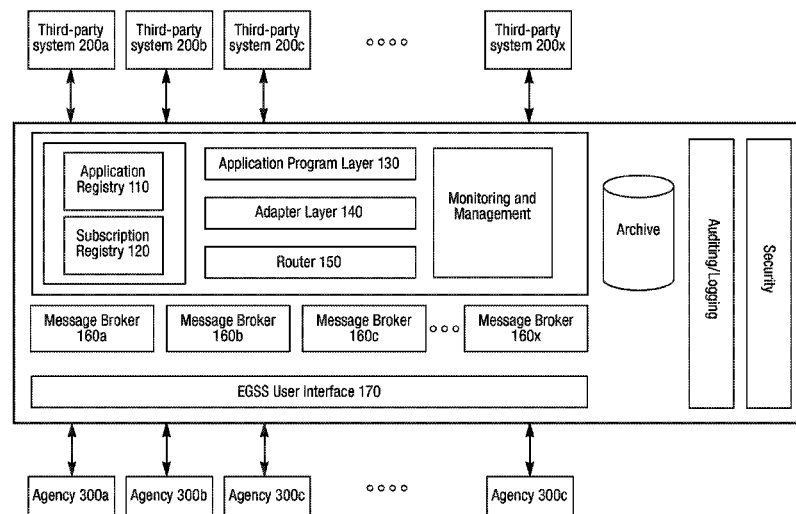 Third-party
system 200a
Third-party
system 200b
Third-party
system 200c
Third-party
system 200x
Application
Registry 110
Subscription
Registry 120
Application Program Layer 130
Adapter Layer 140
Router 150
Monitoring and
Management
Archive
Auditing/Logging
Security
Message Broker
160a
Message Broker
160b
Message Broker
160c
Message Broker
160x
EGSS User Interface 170
Agency 300a
Agency 300b
Agency 300c
Agency 300c